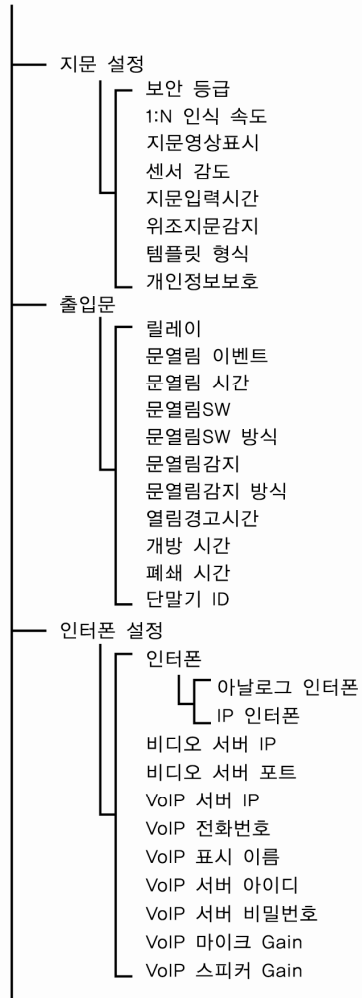 지문 설정
보안 등급
1:N 인식 속도
지문영상표시
센서 감도
지문입력시간
위조지문감지
템플릿 형식
개인정보보호
출입문
릴레이
문열림 이벤트
문열림 시간
문열림SW
문열림SW 방식
문열림감지
문열림감지 방식
열림경고시간
개방 시간
폐쇄 시간
단말기 ID
인터폰 설정
인터폰
아날로그 인터폰
IP 인터폰
비디오 서버 IP
비디오 서버 포트
VoIP 서버 IP
VoIP 전화번호
VoIP 표시 이름
VoIP 서버 아이디
VoIP 서버 비밀번호
VoIP 마이크 Gain
VoIP 스피커 Gain